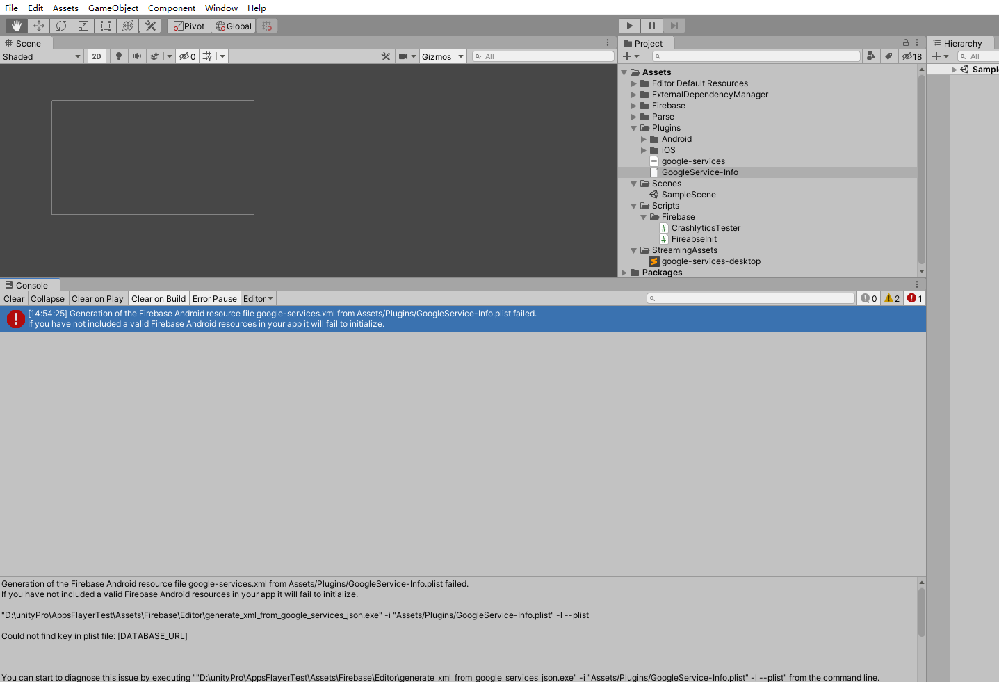 File Edit Assets GameObject Component Window Help
Pivot Global
Scene
Shaded 2D 0 Gizmos All
Project
18
Assets
Editor Default Resources
ExternalDependencyManager
Firebase
Parse
Plugins
Android
iOS
google-services
GoogleService-Info
Scenes
SampleScene
Scripts
Firebase
CrashlyticsTester
FireabseInit
StreamingAssets
google-services-desktop
Packages
Hierarchy
All
Sampl
Console
Clear Collapse Clear on Play Clear on Build Error Pause Editor 0 2 1
[14:54:25] Generation of the Firebase Android resource file google-services.xml from Assets/Plugins/GoogleService-Info.plist failed.
If you have not included a valid Firebase Android resources in your app it will fail to initialize.
Generation of the Firebase Android resource file google-services.xml from Assets/Plugins/GoogleService-Info.plist failed.
If you have not included a valid Firebase Android resources in your app it will fail to initialize.
"D:\unityPro\AppsFlayerTest\Assets\Firebase\Editor\generate_xml_from_google_services_json.exe" -i "Assets/Plugins/GoogleService-Info.plist" -l --plist
Could not find key in plist file: [DATABASE_URL]
You can start to diagnose this issue by executing ""D:\unityPro\AppsFlayerTest\Assets\Firebase\Editor\generate_xml_from_google_services_json.exe" -i "Assets/Plugins/GoogleService-Info.plist" -l --plist" from the command line.